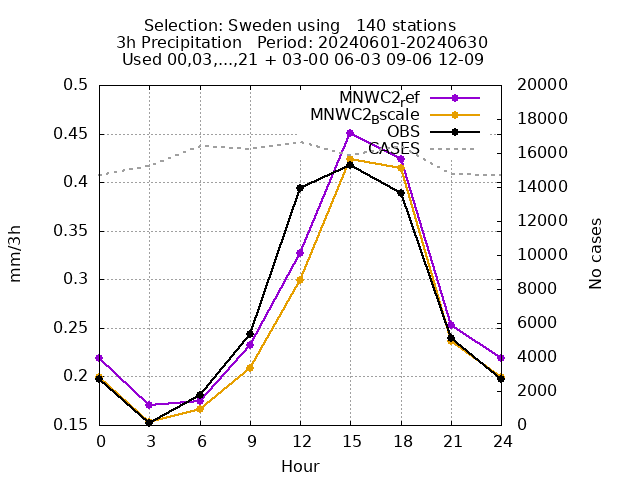 Selection: Sweden using   140 stations
3h Precipitation   Period: 20240601-20240630
Used 00,03,...,21 + 03-00 06-03 09-06 12-09
0.5
0.45
0.4
0.35
0.3
0.25
0.2
0.15
mm/3h
MNWC2ref
MNWC2Bscale
OBS
CASES
20000
18000
16000
14000
12000
10000
8000
6000
4000
2000
0
No cases
0 3 6 9 12 15 18 21 24
Hour